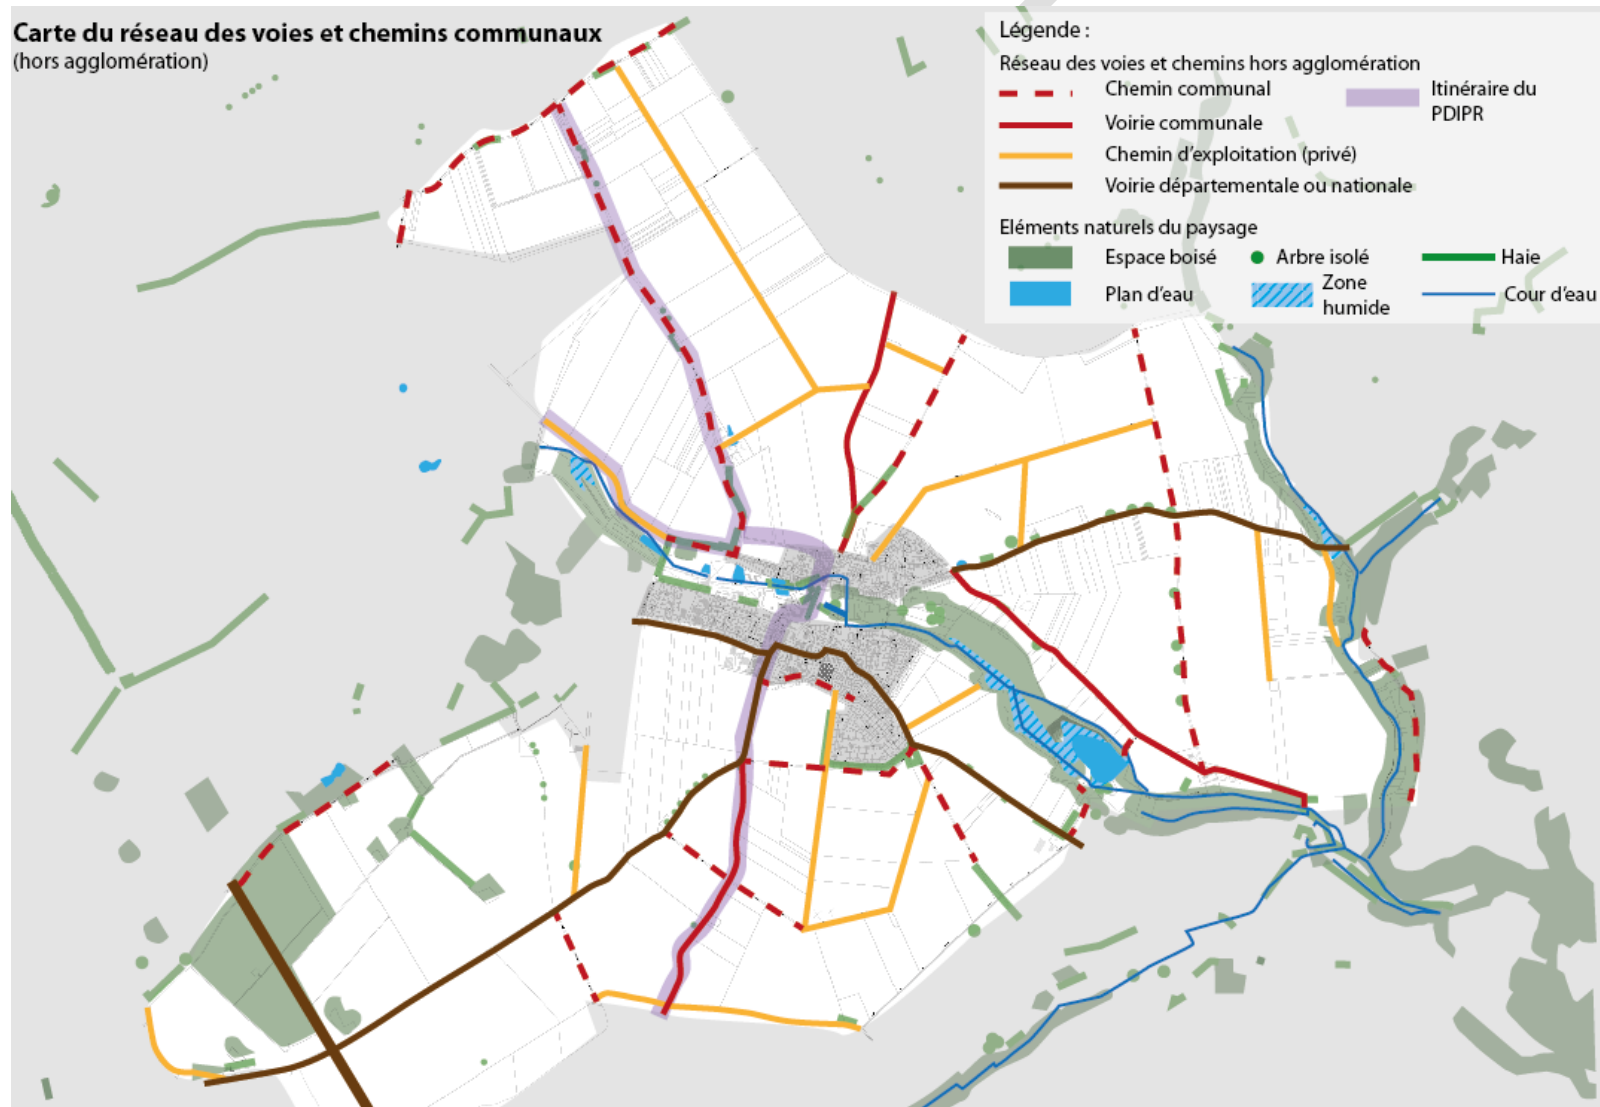 Carte du réseau des voies et chemins communaux
(hors agglomération)
Légende :
Réseau des voies et chemins hors agglomération
Chemin communal
Voirie communale
Chemin d'exploitation (privé)
Voirie départementale ou nationale
Itinéraire du
PDIPR
Eléments naturels du paysage
Espace boisé
Arbre isolé
Haie
Plan d'eau
Zone
humide
Cour d'eau